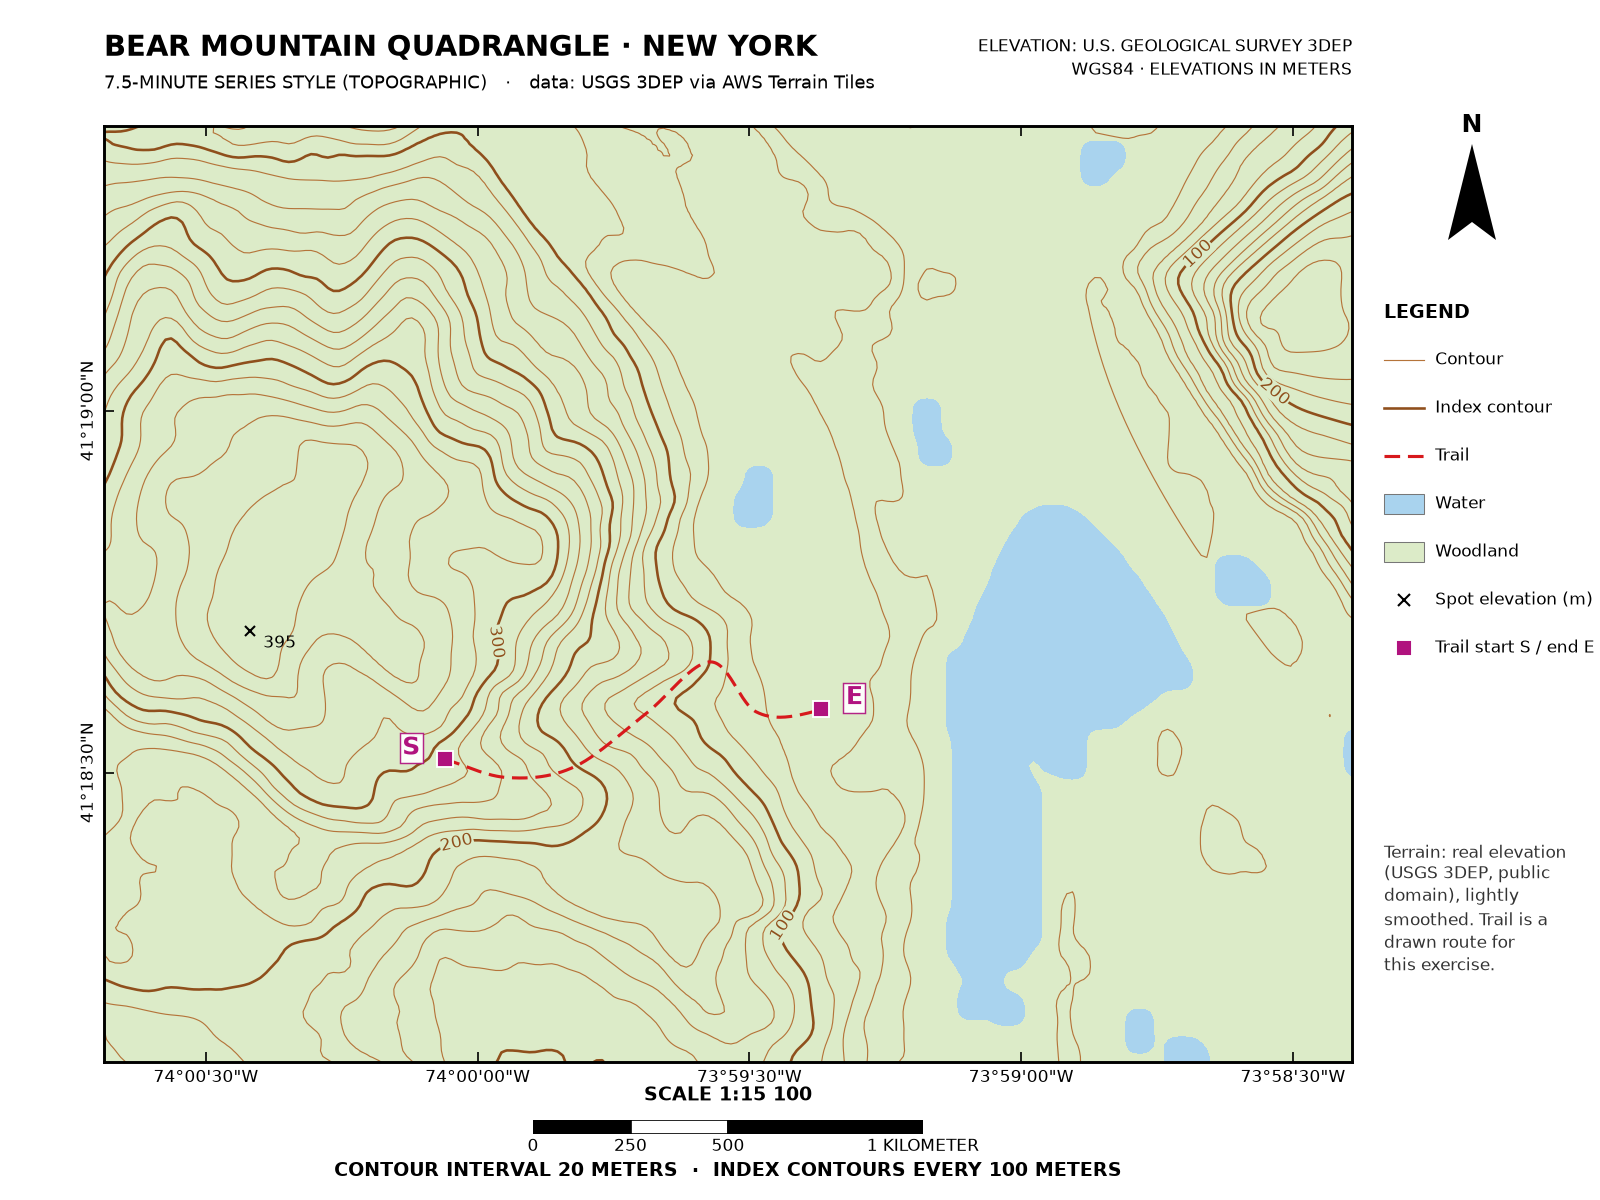 BEAR MOUNTAIN QUADRANGLE · NEW YORK
7.5-MINUTE SERIES STYLE (TOPOGRAPHIC)   ·   data: USGS 3DEP via AWS Terrain Tiles
ELEVATION: U.S. GEOLOGICAL SURVEY 3DEP
WGS84 · ELEVATIONS IN METERS
N
LEGEND
Contour
Index contour
Trail
Water
Woodland
Spot elevation (m)
Trail start S / end E
Terrain: real elevation
(USGS 3DEP, public
domain), lightly
smoothed. Trail is a
drawn route for
this exercise.
100
200
41°19'00"N
395
300
E
S
41°18'30"N
200
100
74°00'30"W
74°00'00"W
73°59'30"W
73°59'00"W
73°58'30"W
SCALE 1:15 100
0
250
500
1 KILOMETER
CONTOUR INTERVAL 20 METERS  ·  INDEX CONTOURS EVERY 100 METERS